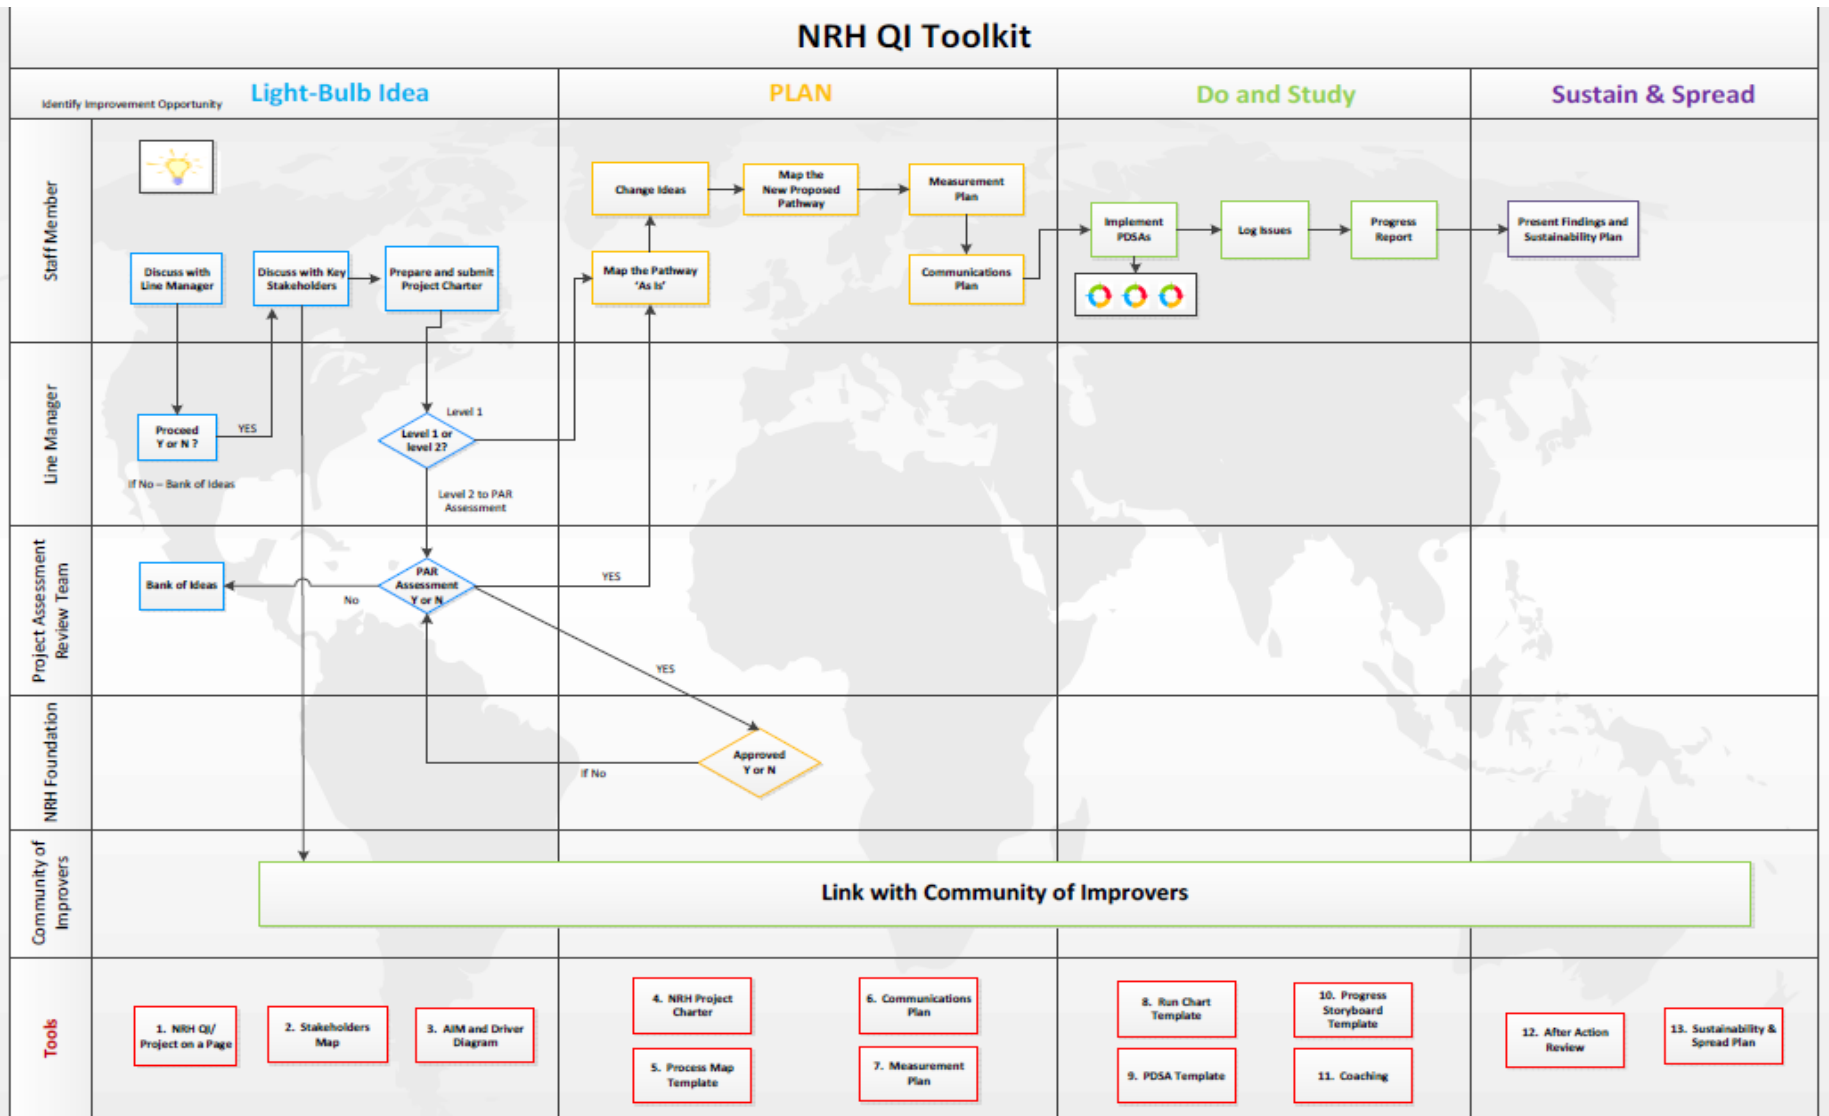 NRH QI Toolkit
Identify Improvement Opportunity
Light-Bulb Idea
PLAN
Do and Study
Sustain & Spread
Staff Member
Discuss with
Line Manager
Discuss with Key
Stakeholders
Prepare and submit
Project Charter
Change Ideas
Map the
New Proposed
Pathway
Measurement
Plan
Map the Pathway
'As Is'
Communications
Plan
Implement
PDSAs
Log Issues
Progress
Report
Present Findings and
Sustainability Plan
Line Manager
Proceed
Y or N ?
YES
If No – Bank of Ideas
Level 1 or
level 2?
Level 1
Level 2 to PAR
Assessment
Project Assessment
Review Team
Bank of Ideas
No
PAR
Assessment
Y or N
YES
YES
NRH Foundation
If No
Approved
Y or N
Community of
Improvers
Link with Community of Improvers
Tools
1. NRH QI/
Project on a Page
2. Stakeholders
Map
3. AIM and Driver
Diagram
4. NRH Project
Charter
5. Process Map
Template
6. Communications
Plan
7. Measurement
Plan
8. Run Chart
Template
9. PDSA Template
10. Progress
Storyboard
Template
11. Coaching
12. After Action
Review
13. Sustainability &
Spread Plan